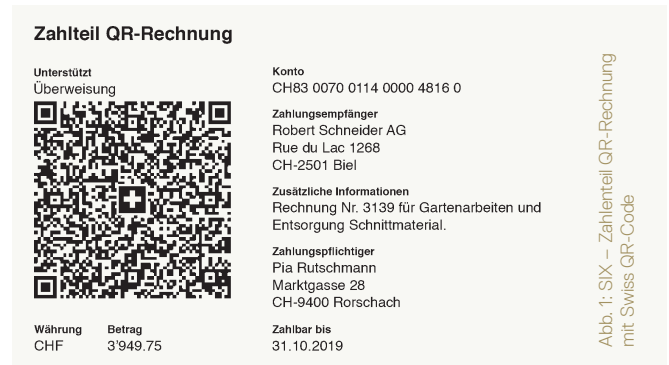 Zahlteil QR-Rechnung
Unterstützt
Überweisung
Währung
CHF
Betrag
3'949.75
Konto
CH83 0070 0114 0000 4816 0
Zahlungsempfänger
Robert Schneider AG
Rue du Lac 1268
CH-2501 Biel
Zusätzliche Informationen
Rechnung Nr. 3139 für Gartenarbeiten und
Entsorgung Schnittmaterial.
Zahlungspflichtiger
Pia Rutschmann
Marktgasse 28
CH-9400 Rorschach
Zahlbar bis
31.10.2019
Abb. 1: SIX – Zahlenteil QR-Rechnung
mit Swiss QR-Code